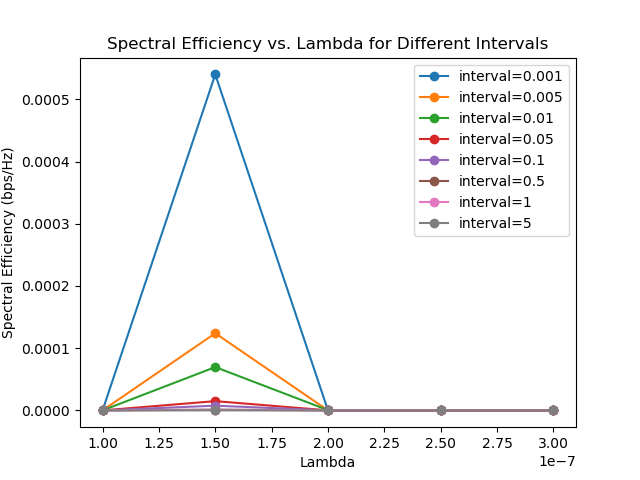 Spectral Efficiency vs. Lambda for Different Intervals
Spectral Efficiency (bps/Hz)
0.0005
0.0004
0.0003
0.0002
0.0001
0.0000
interval=0.001
interval=0.005
interval=0.01
interval=0.05
interval=0.1
interval=0.5
interval=1
interval=5
1.00 1.25 1.50 1.75 2.00 2.25 2.50 2.75 3.00
1e−7
Lambda